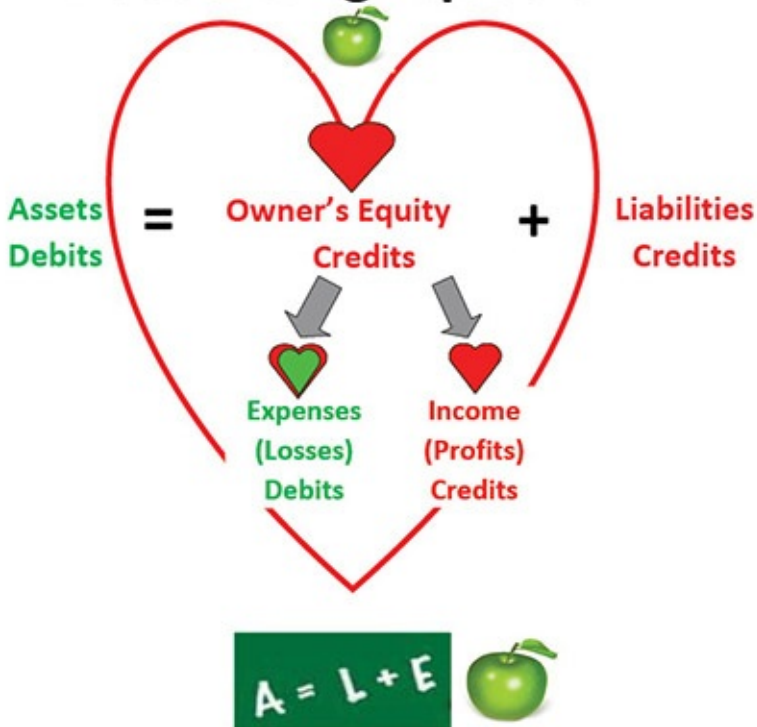 Assets
Debits
=
Owner's Equity
Credits
+
Liabilities
Credits
Expenses
(Losses)
Debits
Income
(Profits)
Credits
A = L + E